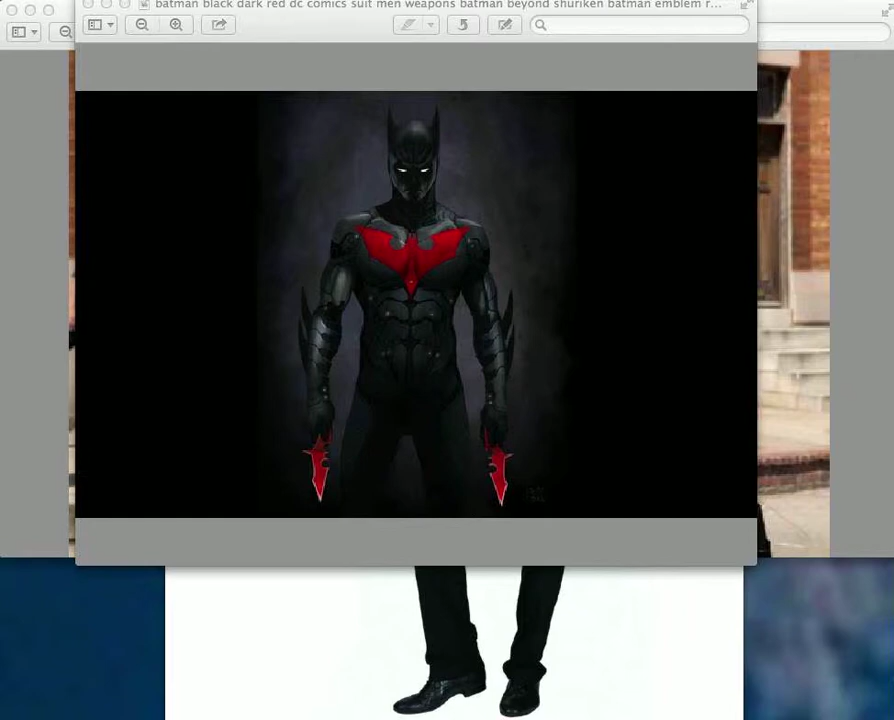 batman black dark red dc comics suit men weapons batman beyond shuriken batman emblem r...